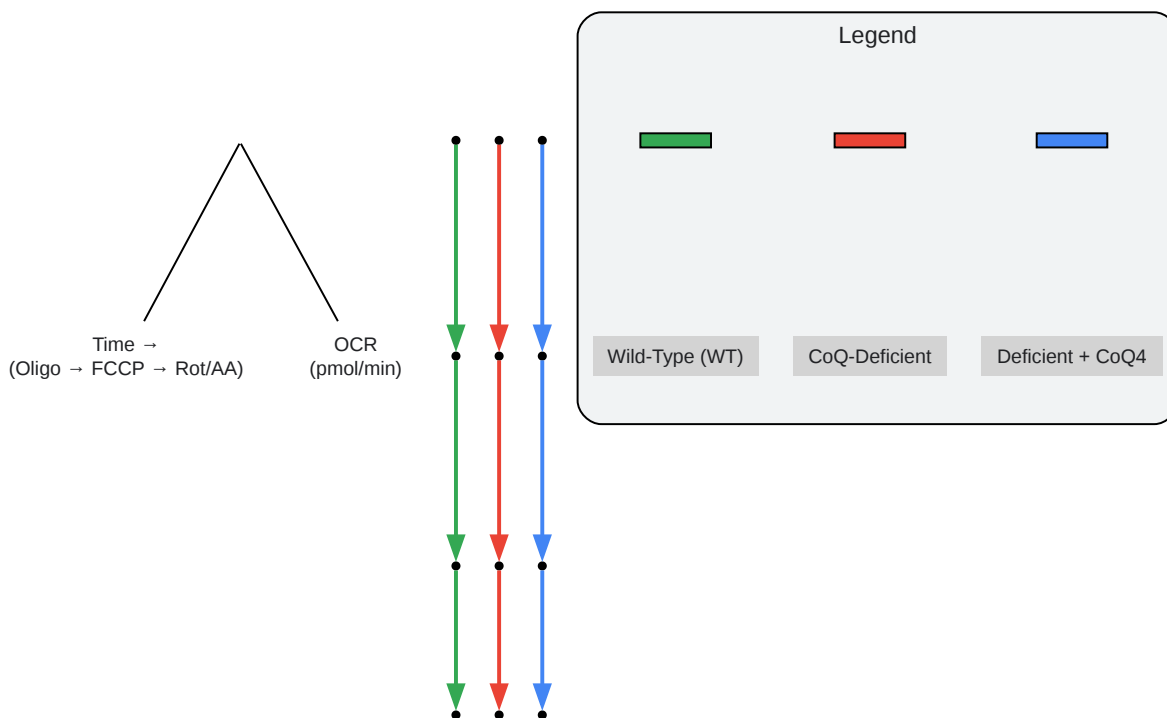 Legend
Time →
(Oligo → FCCP → Rot/AA)
OCR
(pmol/min)
Wild-Type (WT)
CoQ-Deficient
Deficient + CoQ4